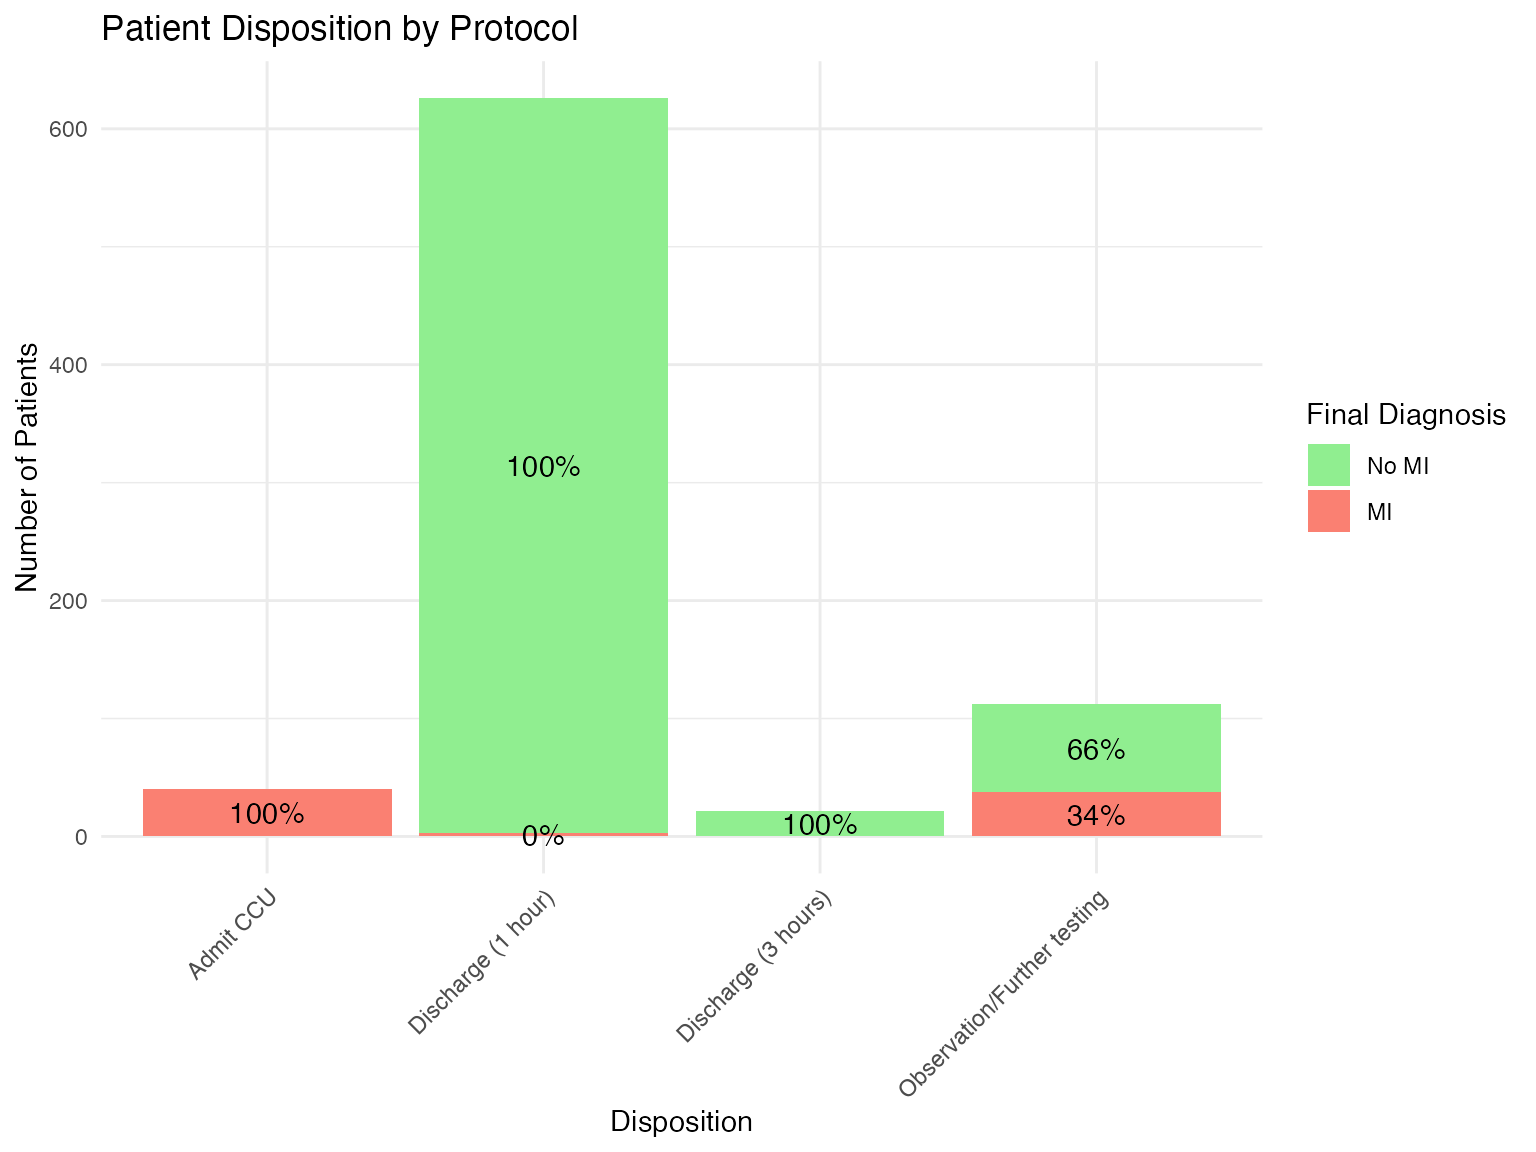 Patient Disposition by Protocol
Number of Patients
600
400
200
0
100%
100%
0%
100%
66%
34%
Admit CCU
Discharge (1 hour)
Discharge (3 hours)
Observation/Further testing
Disposition
Final Diagnosis
No MI
MI